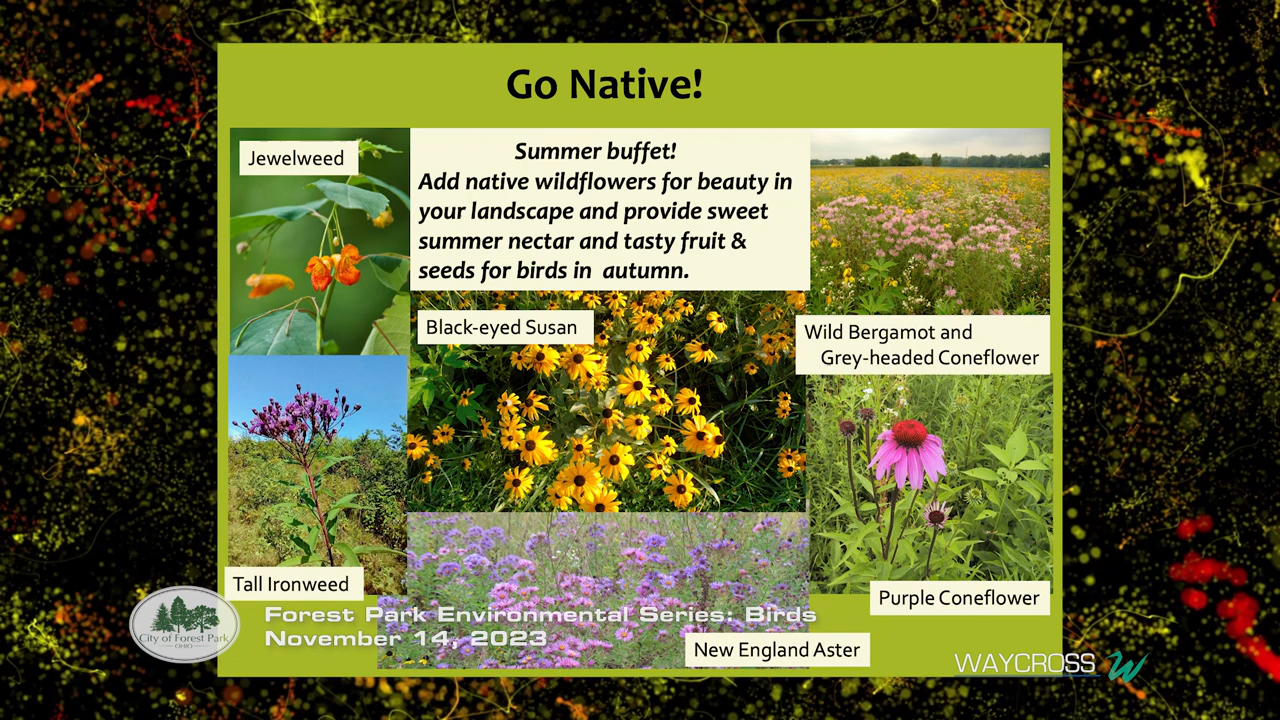 Go Native!
Jewelweed
Summer buffet!
Add native wildflowers for beauty in
your landscape and provide sweet
summer nectar and tasty fruit &
seeds for birds in autumn.
Black-eyed Susan
Wild Bergamot and
Grey-headed Coneflower
Tall Ironweed
Purple Coneflower
New England Aster
City of Forest Park
OHIO
Forest Park Environmental Series: Birds
November 14, 2023
WAYCROSS W